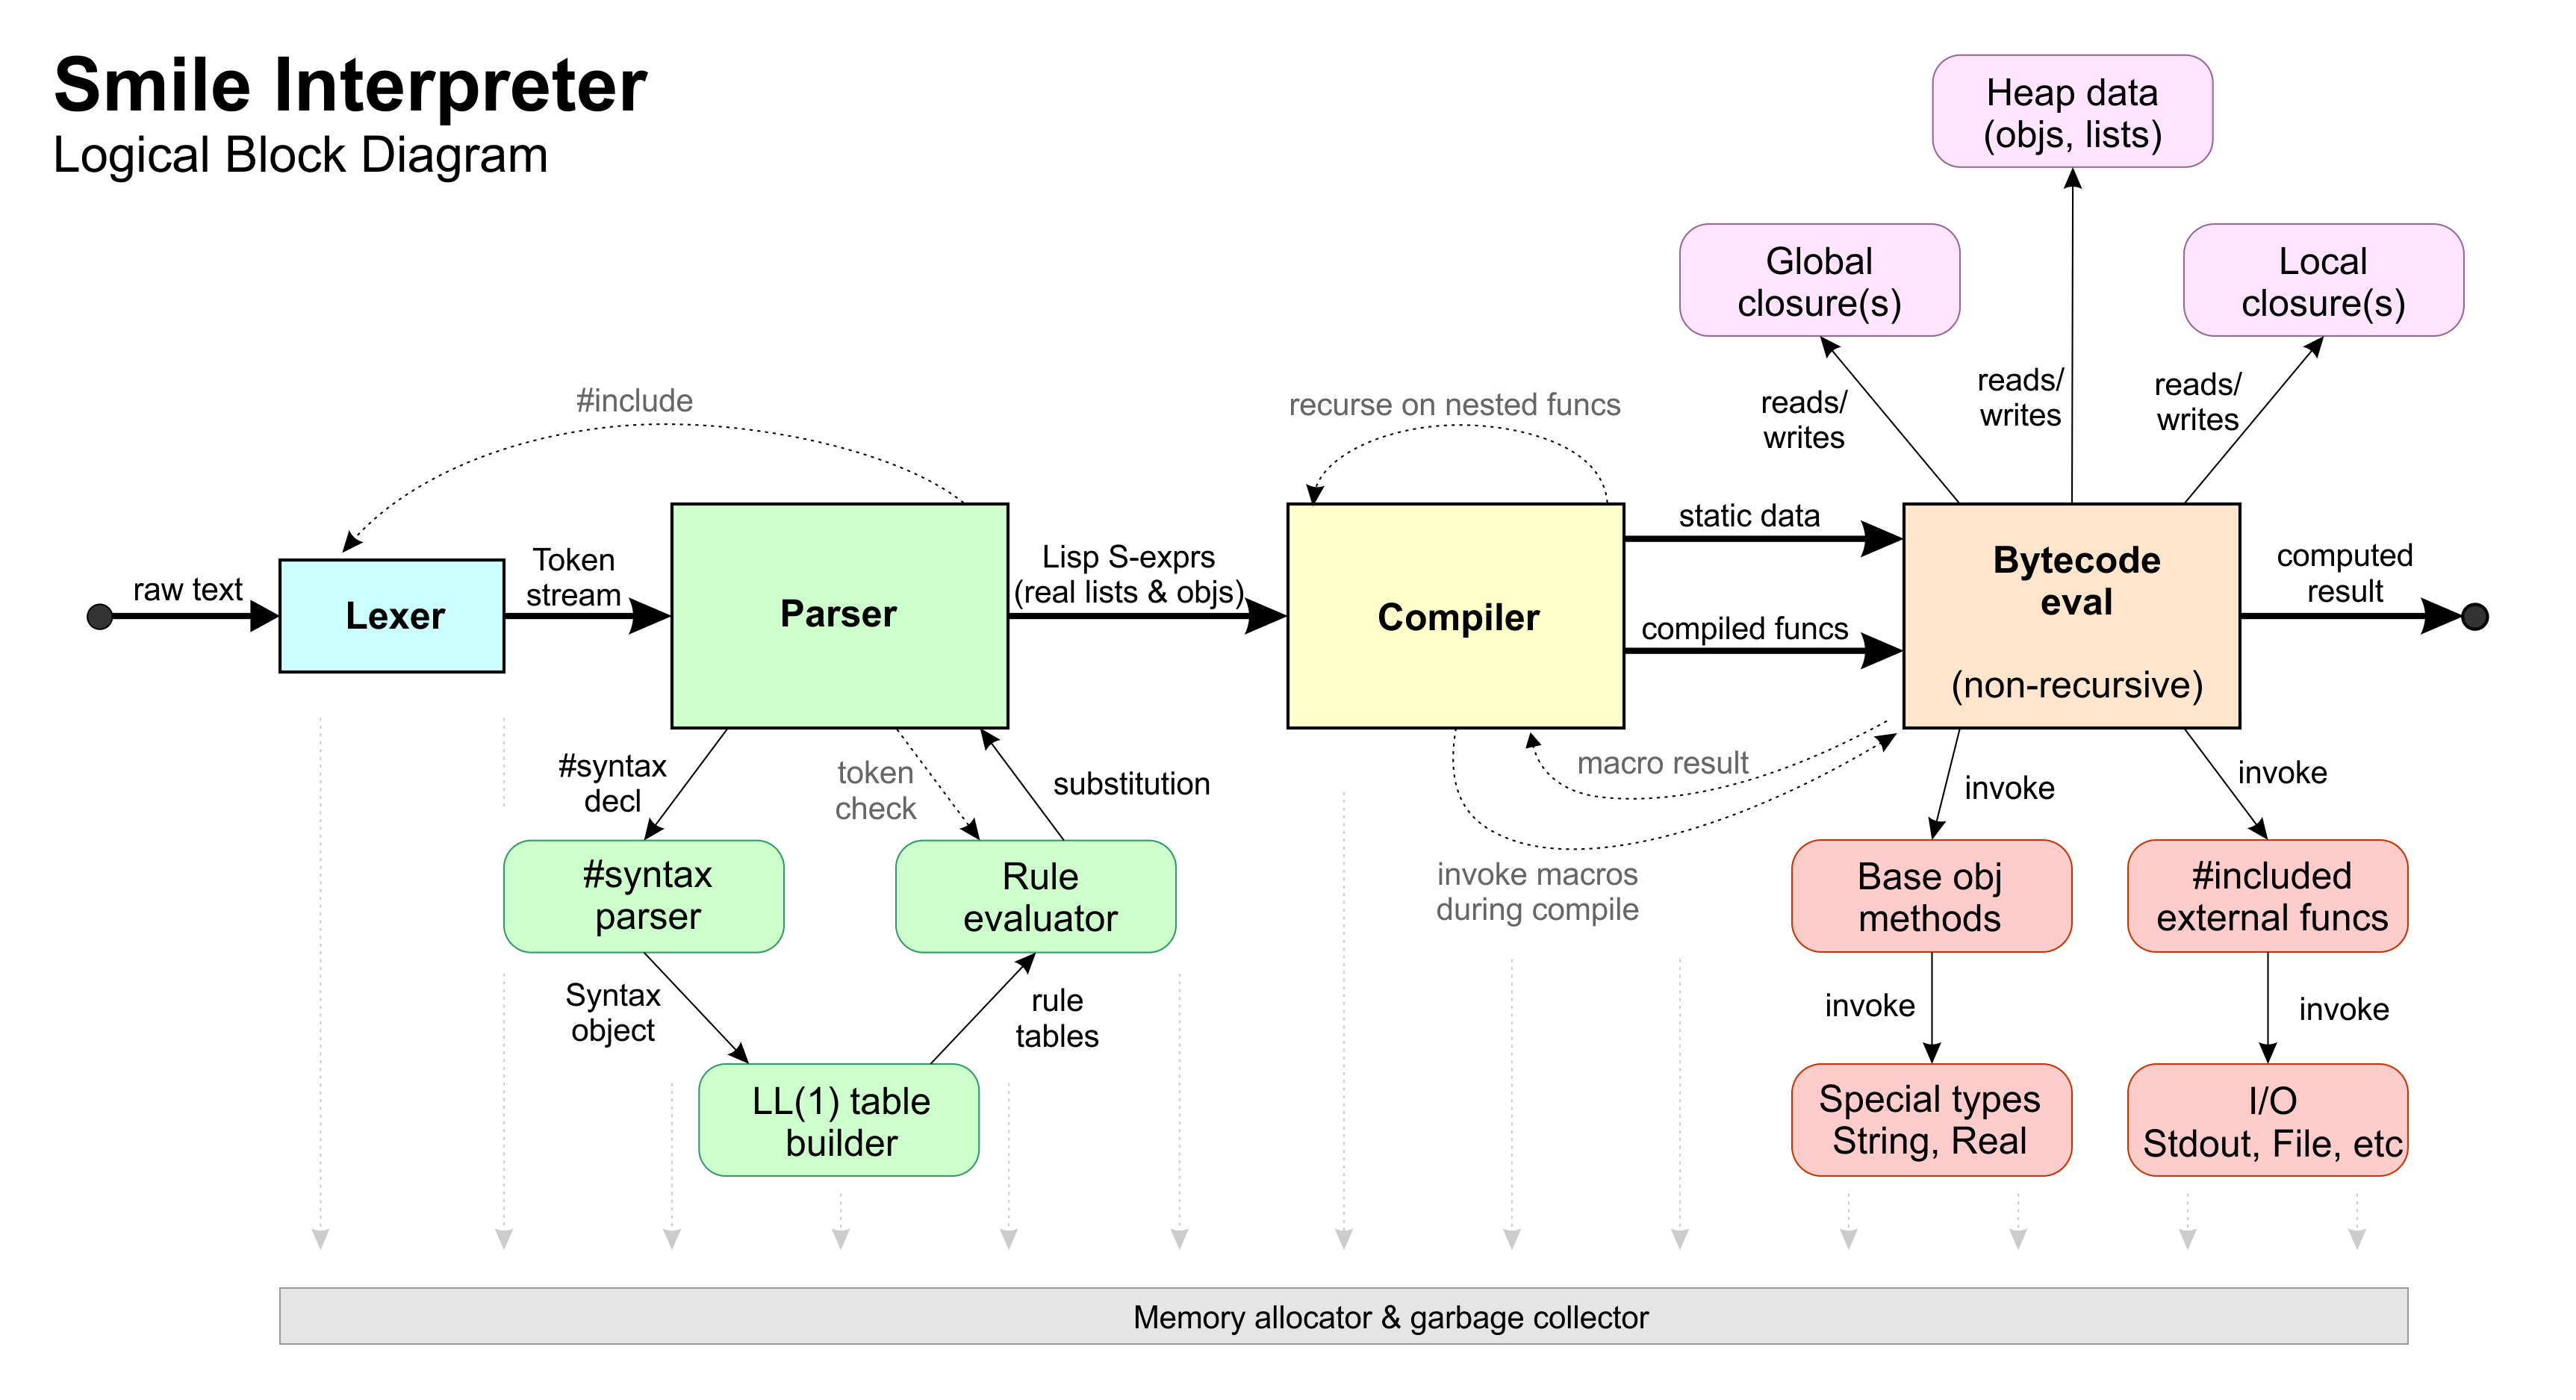 Smile Interpreter
Logical Block Diagram
Heap data
(objs, lists)
Global
closure(s)
Local
closure(s)
reads/
writes
reads/
writes
reads/
writes
#include
recurse on nested funcs
raw text
Lexer
Token
stream
Parser
Lisp S-exprs
(real lists & objs)
Compiler
static data
compiled funcs
Bytecode
eval
(non-recursive)
computed
result
#syntax
decl
token
check
substitution
macro result
invoke macros
during compile
invoke
invoke
#syntax
parser
Rule
evaluator
Base obj
methods
#included
external funcs
Syntax
object
rule
tables
invoke
invoke
LL(1) table
builder
Special types
String, Real
I/O
Stdout, File, etc
Memory allocator & garbage collector